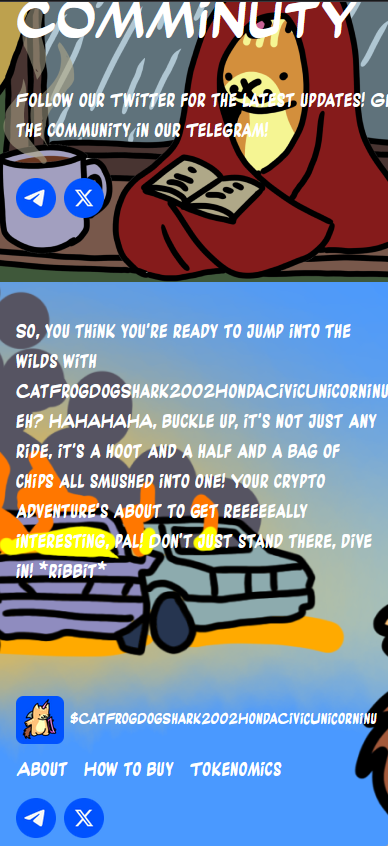 COMMINUTY
FOLLOW OUR TWITTER FOR THE LATEST UPDATES! G
THE COMMUNITY IN OUR TELEGRAM!
SO, YOU THINK YOU'RE READY TO JUMP INTO THE
WILDS WITH
CATFROGDOGSHARK2002HONDACIVICUNICORNINU
EH? HAHAHAHA, BUCKLE UP, IT'S NOT JUST ANY
RIDE, IT'S A HOOT AND A HALF AND A BAG OF
CHIPS ALL SMUSHED INTO ONE! YOUR CRYPTO
ADVENTURE'S ABOUT TO GET REEEEEALLY
INTERESTING, PAL! DON'T JUST STAND THERE, DIVE
IN! *RIBBIT*
$CATFROGDOGSHARK2002HONDACIVICUNICORNINU
ABOUT HOW TO BUY TOKENOMICS